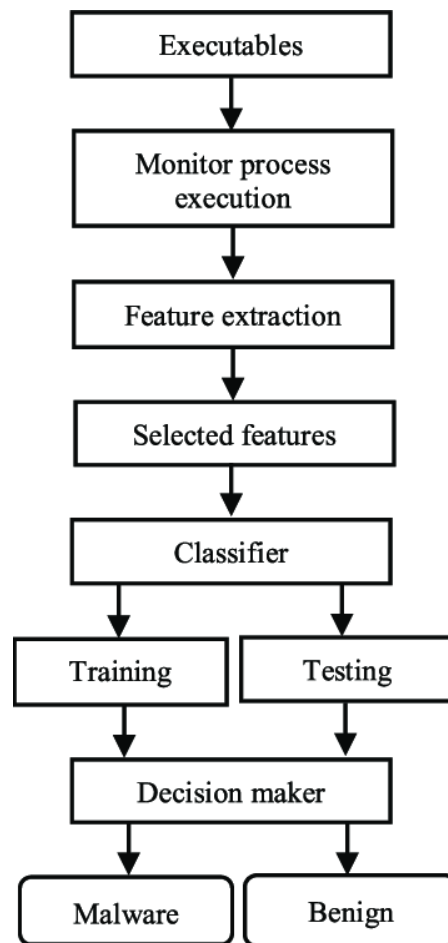 Executables
Monitor process
execution
Feature extraction
Selected features
Classifier
Training
Testing
Decision maker
Malware
Benign